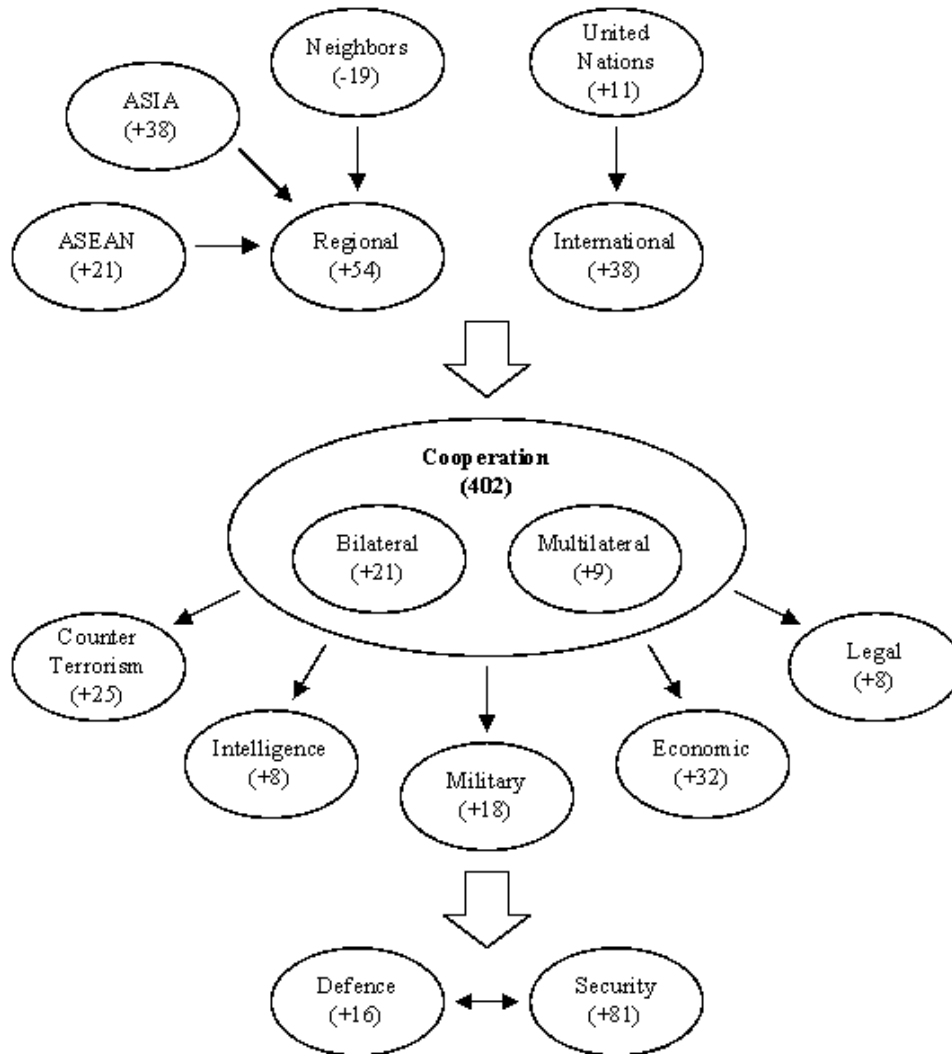 Neighbors
(-19)
United
Nations
(+11)
ASIA
(+38)
ASEAN
(+21)
Regional
(+54)
International
(+38)
Cooperation
(402)
Bilateral
(+21)
Multilateral
(+9)
Counter
Terrorism
(+25)
Legal
(+8)
Intelligence
(+8)
Military
(+18)
Economic
(+32)
Defence
(+16)
Security
(+81)